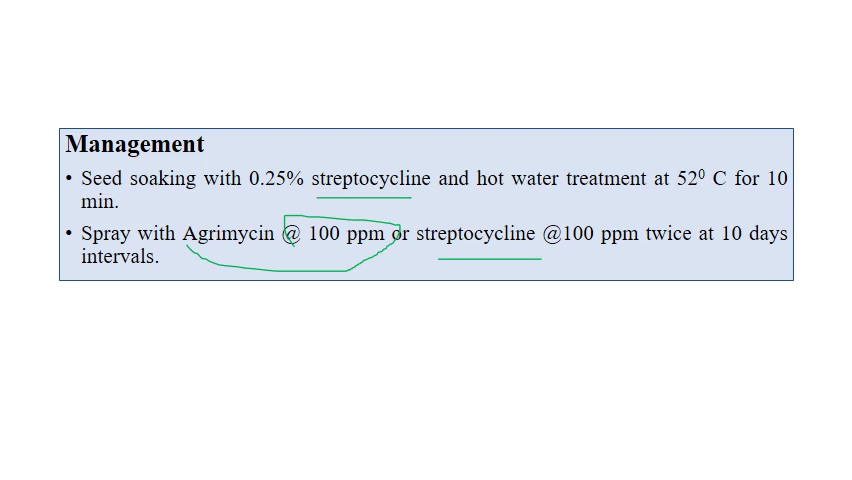 Management
• Seed soaking with 0.25% streptocycline and hot water treatment at 52⁰ C for 10
min.
• Spray with Agrimycin @ 100 ppm or streptocycline @100 ppm twice at 10 days
intervals.